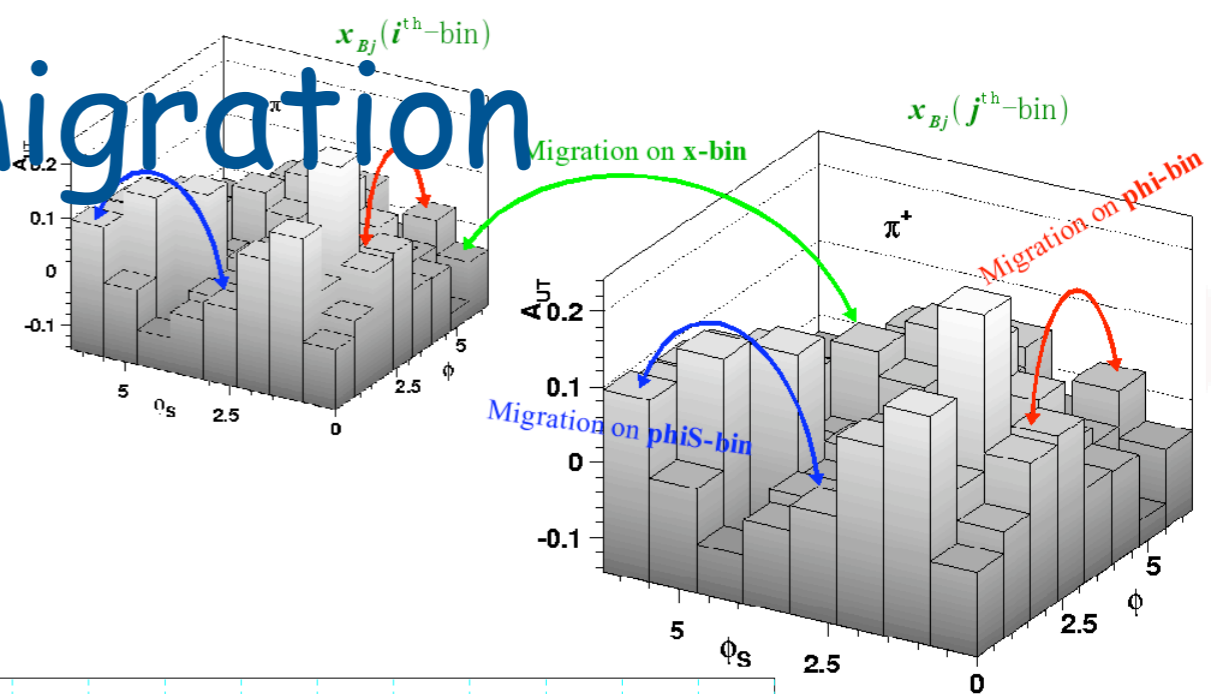 x_Bj(i^th-bin)
igration
π
A_UT
0.2
0.1
0
-0.1
5
2.5
0
2.5
5
ϕ
x_Bj(j^th-bin)
Migration on x-bin
Migration on phi-bin
π⁺
A_UT
0.2
0.1
0
-0.1
Migration on phiS-bin
5
ϕ_S
2.5
0
2.5
5
ϕ